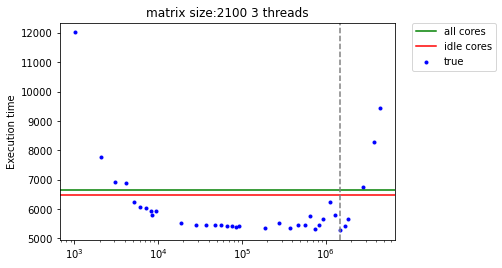 matrix size:2100 3 threads
12000
11000
10000
9000
8000
7000
6000
5000
Execution time
10³
10⁴
10⁵
10⁶
all cores
idle cores
true